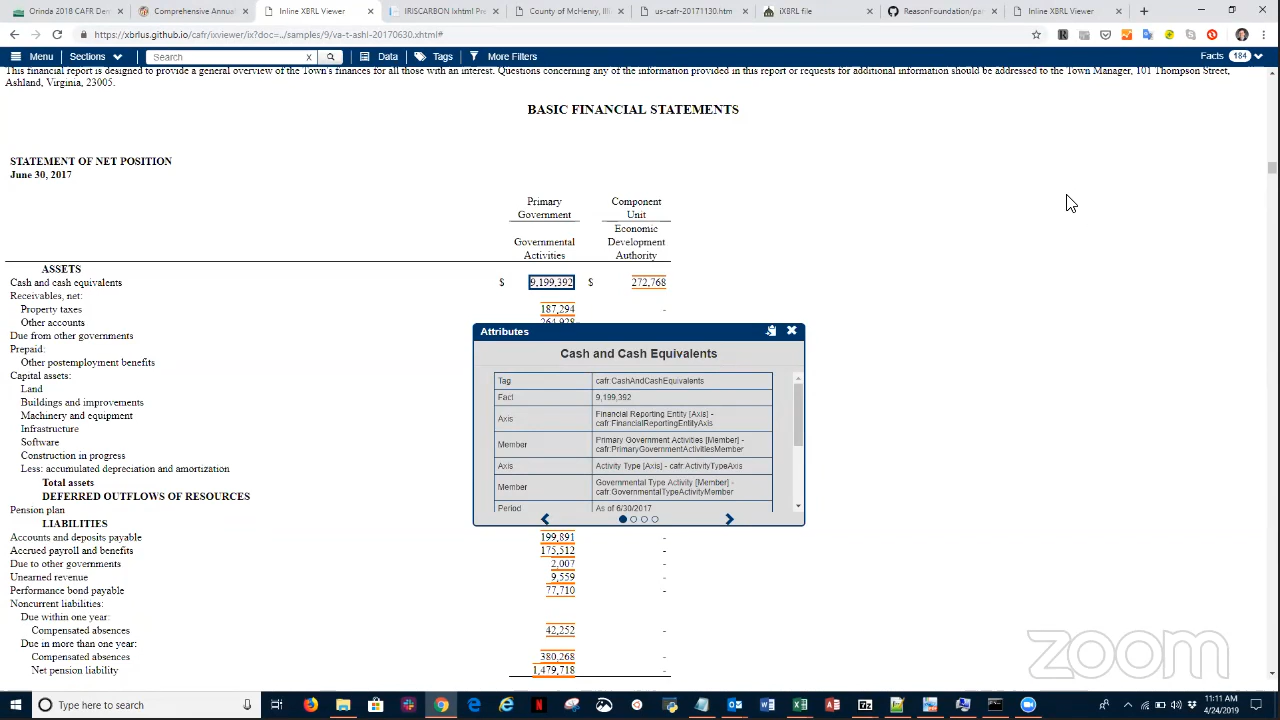 Orinda 2018 CAFR De
Comprehensive Annua
Inline XBRL Viewer
IRISCARBON Ixhtml Pre
County of McHenry, Ill
us-cafr-20171130.htm
iXBRL File
ReasonFoundation/pa
Inline XBRL Viewer
https://xbrlus.github.io/cafr/ixviewer/ix?doc=../samples/9/va-t-ashl-20170630.xhtml#
Menu Sections Search x Data Tags More Filters Facts 184
This financial report is designed to provide a general overview of the Town's finances for all those with an interest. Questions concerning any of the information provided in this report or requests for additional information should be addressed to the Town Manager, 101 Thompson Street,
Ashland, Virginia, 23005.
BASIC FINANCIAL STATEMENTS
STATEMENT OF NET POSITION
June 30, 2017
Primary Component
Government Unit
Economic
Governmental Development
Activities Authority
ASSETS
Cash and cash equivalents $ 9,199,392 $ 272,768
Receivables, net:
Property taxes 187,294 -
Other accounts 264,928 -
Due from other governments
Prepaid:
Other postemployment benefits
Capital assets:
Land
Buildings and improvements
Machinery and equipment
Infrastructure
Software
Construction in progress
Less: accumulated depreciation and amortization
Total assets
DEFERRED OUTFLOWS OF RESOURCES
Pension plan
LIABILITIES
Accounts and deposits payable 199,891 -
Accrued payroll and benefits 175,512 -
Due to other governments 2,007 -
Unearned revenue 9,559 -
Performance bond payable 77,710 -
Noncurrent liabilities:
Due within one year:
Compensated absences 42,252 -
Due in more than one year:
Compensated absences 380,268 -
Net pension liability 1,479,718 -
Attributes
Cash and Cash Equivalents
Tag cafr:CashAndCashEquivalents
Fact 9,199,392
Axis Financial Reporting Entity [Axis] -
cafr:FinancialReportingEntityAxis
Member Primary Government Activities [Member] -
cafr:PrimaryGovernmentActivitiesMember
Axis Activity Type [Axis] - cafr:ActivityTypeAxis
Member Governmental Type Activity [Member] -
cafr:GovernmentalTypeActivityMember
Period As of 6/30/2017
zoom
Type here to search
11:11 AM
4/24/2019